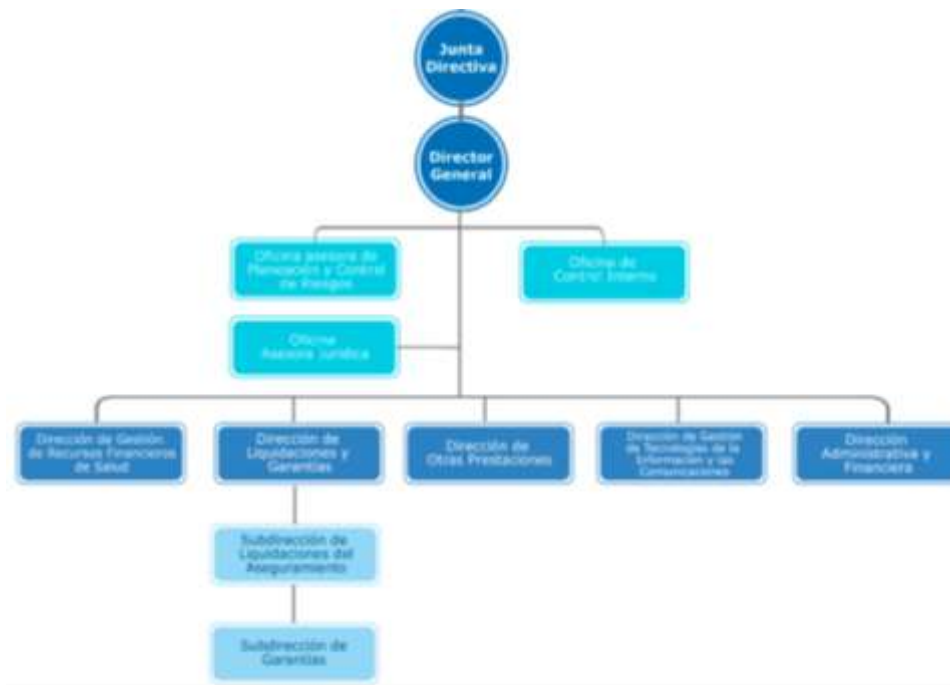 Junta
Directiva
Director
General
Oficina asesora de
Planeación y Control
de Riesgos
Oficina de
Control Interno
Oficina
Asesora Jurídica
Dirección de Gestión
de Recursos Financieros
de Salud
Dirección de
Liquidaciones y
Garantías
Dirección de
Otras Prestaciones
Dirección de Gestión
de Tecnologías de la
Información y las
Comunicaciones
Dirección
Administrativa y
Financiera
Subdirección de
Liquidaciones del
Aseguramiento
Subdirección de
Garantías